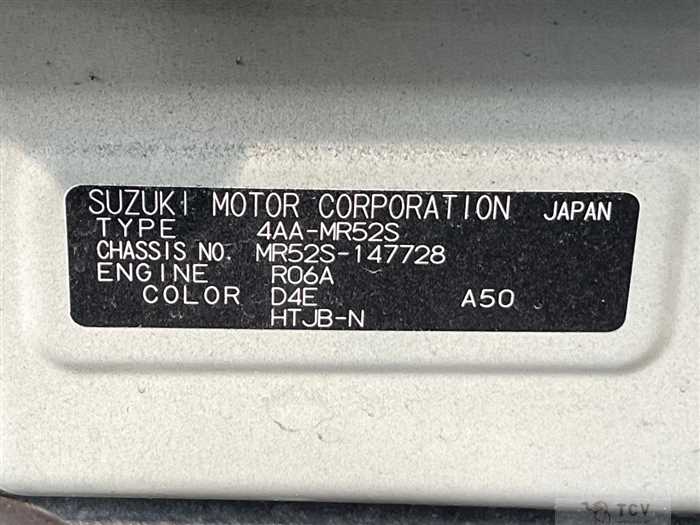 SUZUKI MOTOR CORPORATION JAPAN
TYPE 4AA-MR52S
CHASSIS NO. MR52S-147728
ENGINE R06A
COLOR D4E A50
HTJB-N
TCV